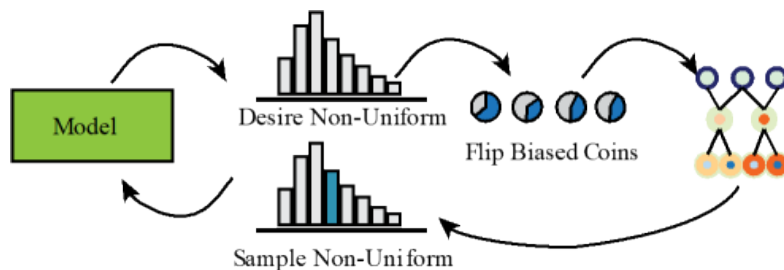 Model
Desire Non-Uniform
Flip Biased Coins
Sample Non-Uniform